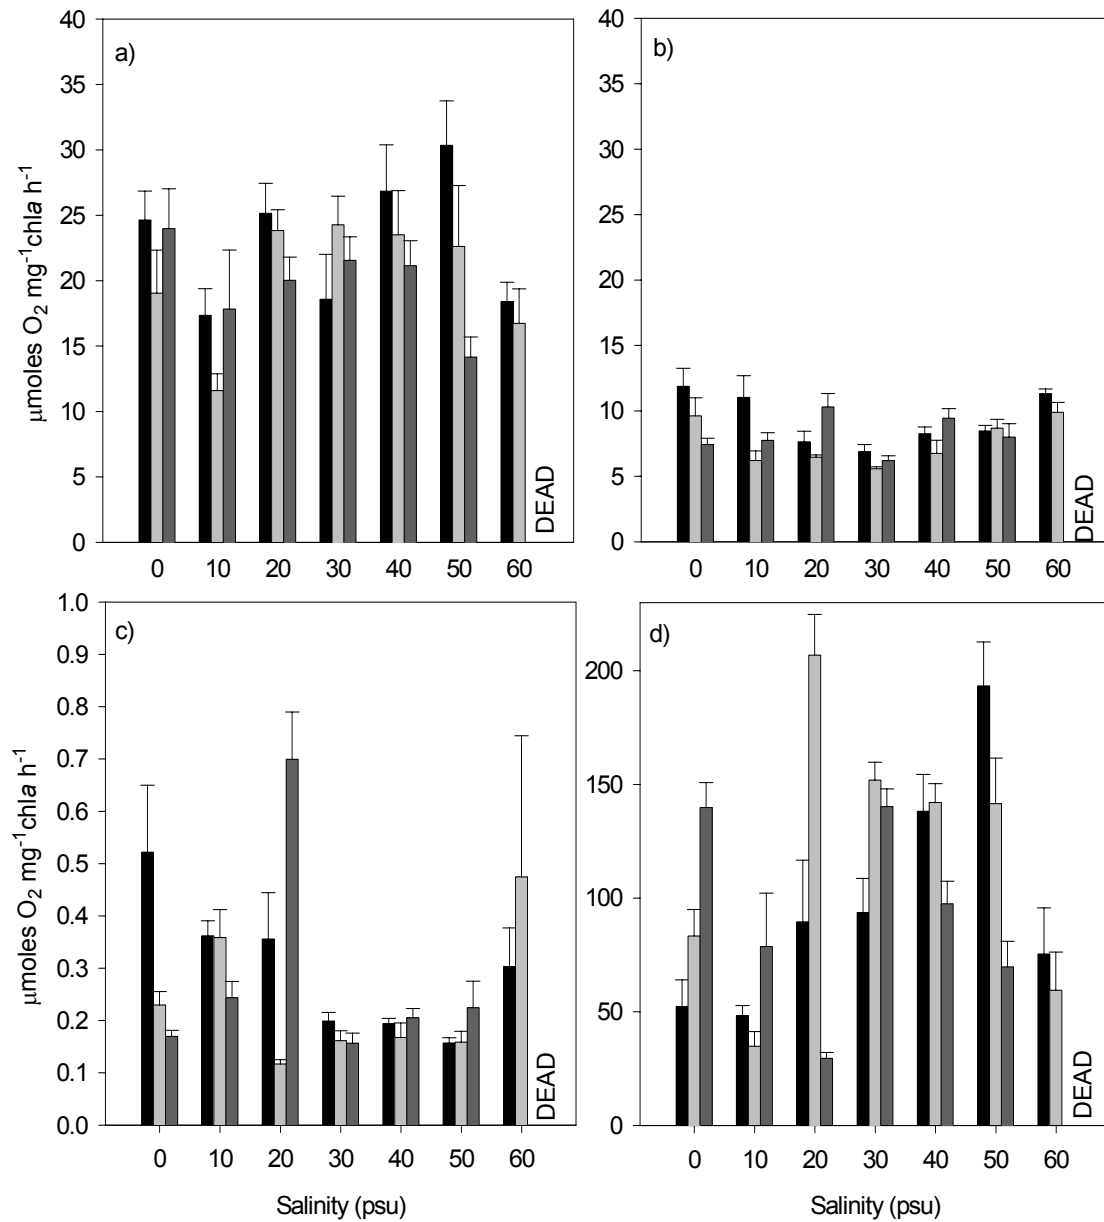 a)
40
35
30
25
20
15
10
5
0
μmoles O₂ mg⁻¹chla h⁻¹
DEAD
0 10 20 30 40 50 60
b)
40
35
30
25
20
15
10
5
0
DEAD
0 10 20 30 40 50 60
c)
1.0
0.9
0.8
0.7
0.6
0.5
0.4
0.3
0.2
0.1
0.0
μmoles O₂ mg⁻¹chla h⁻¹
DEAD
0 10 20 30 40 50 60
Salinity (psu)
d)
200
150
100
50
0
DEAD
0 10 20 30 40 50 60
Salinity (psu)